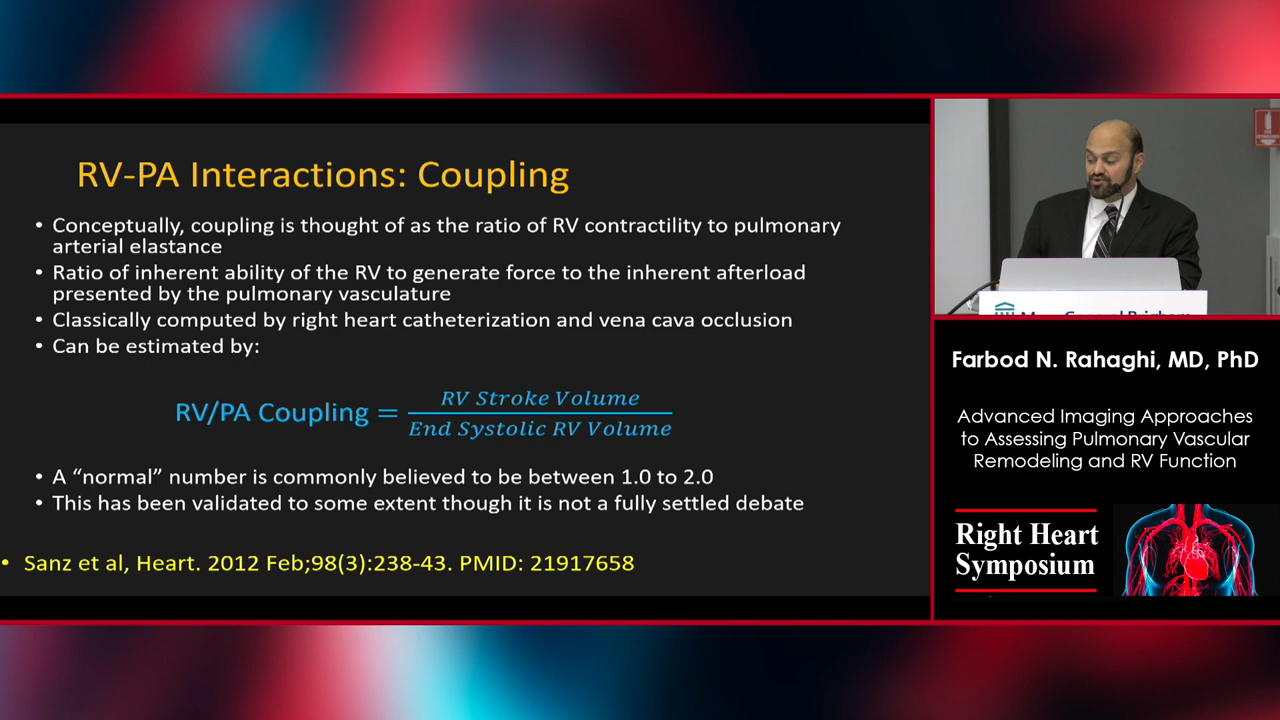 RV-PA Interactions: Coupling
• Conceptually, coupling is thought of as the ratio of RV contractility to pulmonary
arterial elastance
• Ratio of inherent ability of the RV to generate force to the inherent afterload
presented by the pulmonary vasculature
• Classically computed by right heart catheterization and vena cava occlusion
• Can be estimated by:
RV/PA Coupling = RV Stroke Volume / End Systolic RV Volume
• A “normal” number is commonly believed to be between 1.0 to 2.0
• This has been validated to some extent though it is not a fully settled debate
• Sanz et al, Heart. 2012 Feb;98(3):238-43. PMID: 21917658
Farbod N. Rahaghi, MD, PhD
Advanced Imaging Approaches
to Assessing Pulmonary Vascular
Remodeling and RV Function
Right Heart
Symposium